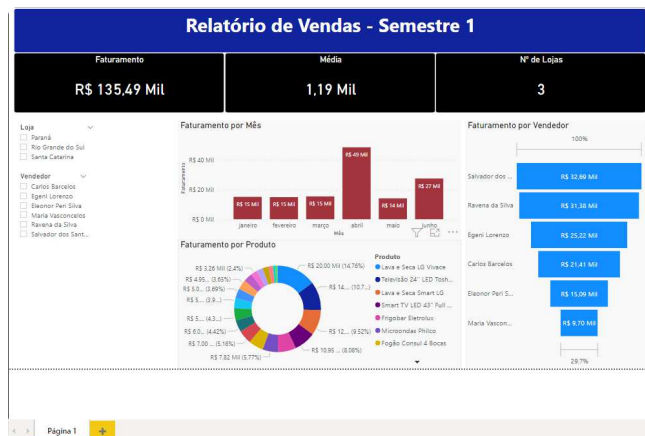 Relatório de Vendas - Semestre 1
Faturamento
R$ 135,49 Mil
Média
1,19 Mil
Nº de Lojas
3
Loja
Paraná
Rio Grande do Sul
Santa Catarina
Vendedor
Carlos Barcelos
Egeni Lorenzo
Eleonor Peri Silva
Maria Vasconcelos
Ravena da Silva
Salvador dos Sant...
Faturamento por Mês
Faturamento
R$ 40 Mil
R$ 20 Mil
R$ 0 Mil
R$ 15 Mil
R$ 15 Mil
R$ 15 Mil
R$ 49 Mil
R$ 14 Mil
R$ 27 Mil
janeiro
fevereiro
março
abril
maio
junho
Mês
Faturamento por Produto
R$ 20,00 Mil (14,76%)
R$ 14... (10,7...)
R$ 12... (9,52%)
R$ 10,95 ... (8,08%)
R$ 7,82 Mil (5,77%)
R$ 7,00 ... (5,16%)
R$ 6,0... (4,42%)
R$ 5... (4,3...)
R$ 5... (3,9...)
R$ 5,0... (3,69%)
R$ 4,95... (3,65%)
R$ 3,26 Mil (2,4%)
Produto
Lava e Seca LG Vivace
Televisão 24" LED Tosh...
Lava e Seca Smart LG
Smart TV LED 43" Full ...
Frigobar Eletrolux
Microondas Philco
Fogão Consul 4 Bocas
Faturamento por Vendedor
100%
Salvador dos ...
R$ 32,69 Mil
Ravena da Silva
R$ 31,38 Mil
Egeni Lorenzo
R$ 25,22 Mil
Carlos Barcelos
R$ 21,41 Mil
Eleonor Peri S...
R$ 15,09 Mil
Maria Vascon...
R$ 9,70 Mil
29,7%
Página 1